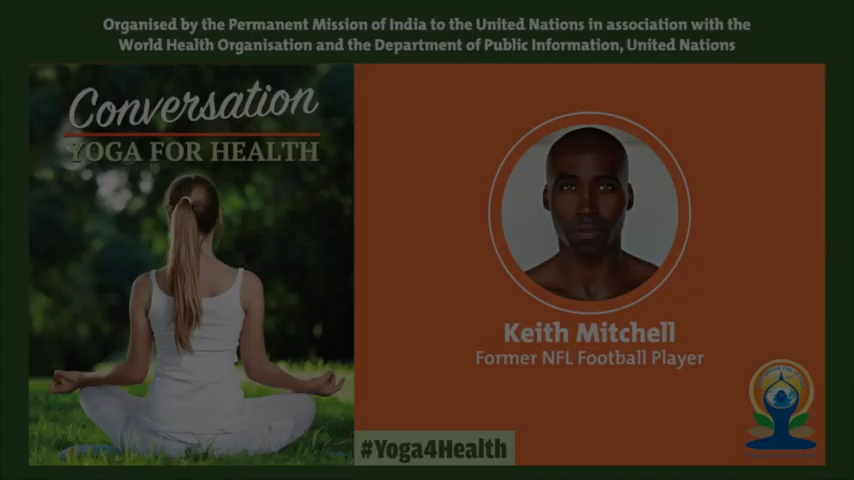 Organised by the Permanent Mission of India to the United Nations in association with the
World Health Organisation and the Department of Public Information, United Nations
Conversation
YOGA FOR HEALTH
Keith Mitchell
Former NFL Football Player
#Yoga4Health